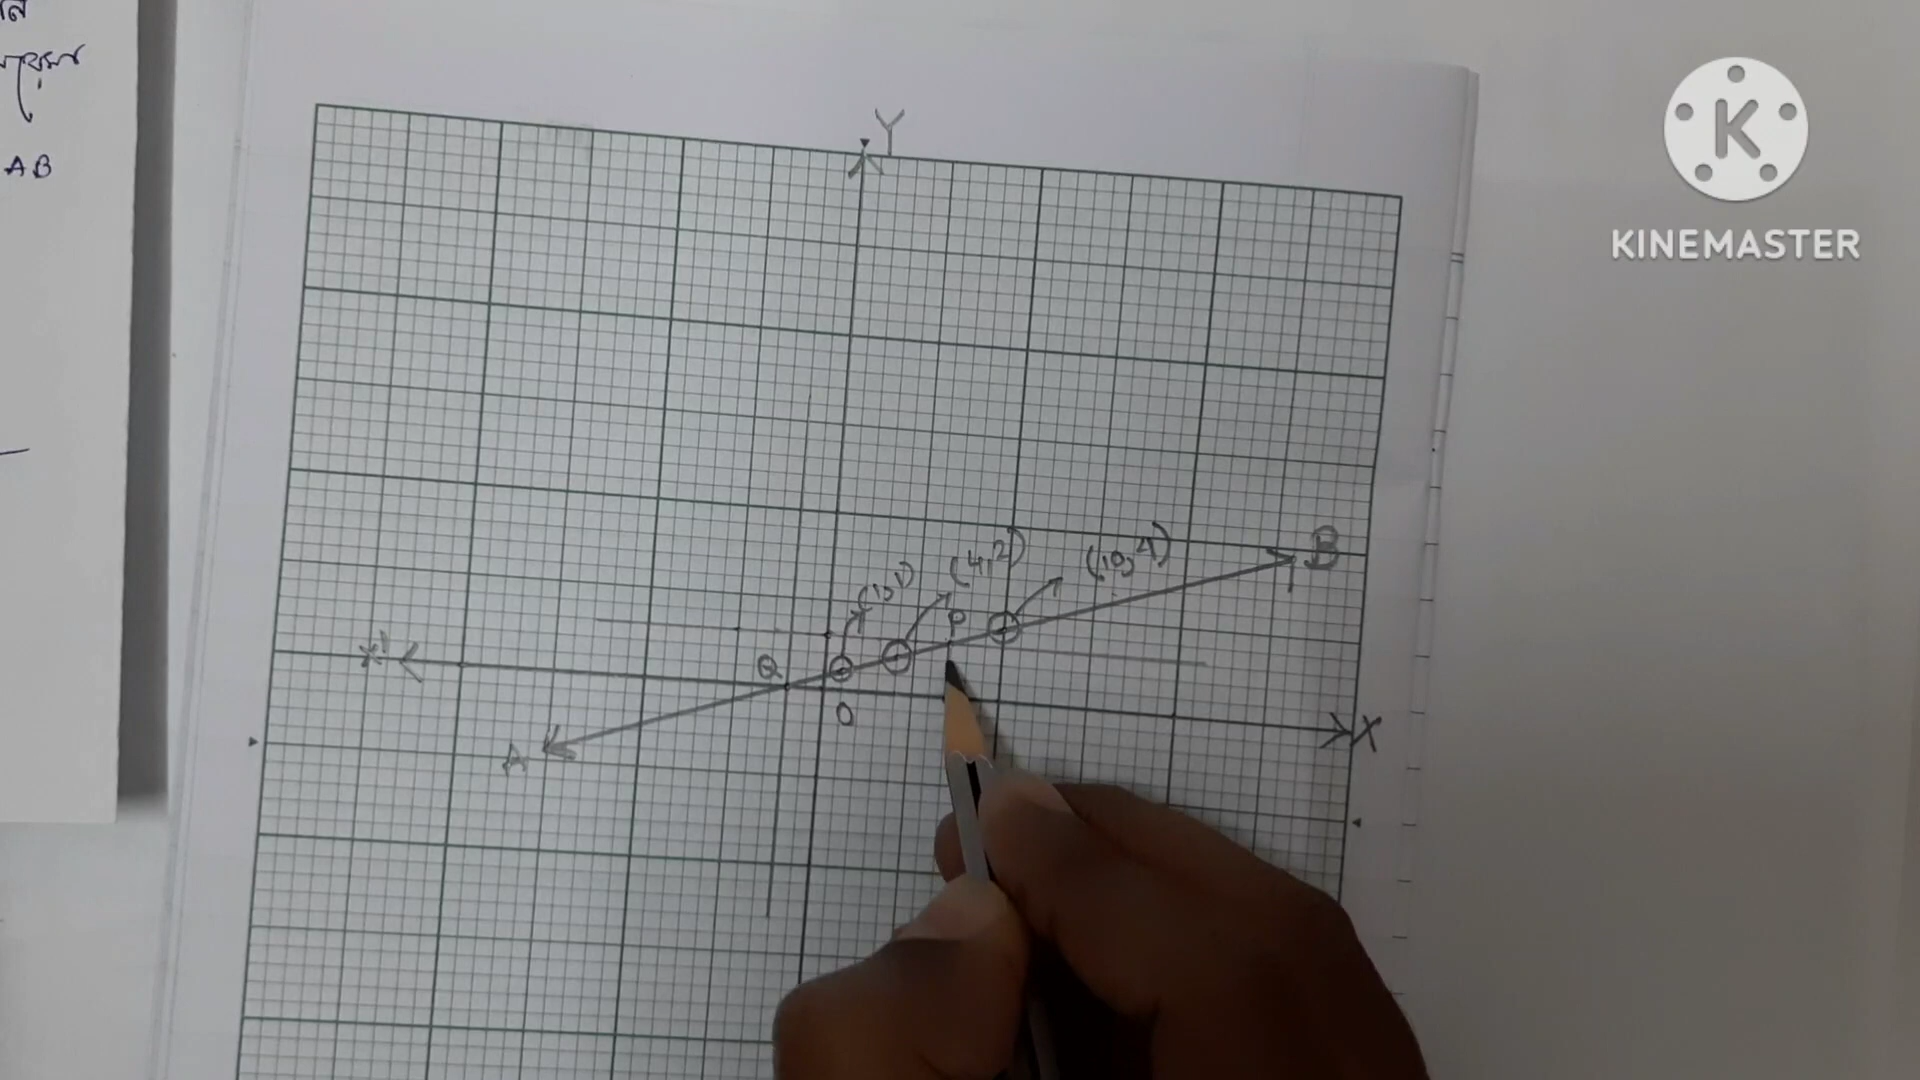 AB
KINEMASTER
Y
(1,1)
(4,2)
(10,4)
B
P
X'
Q
O
X
A